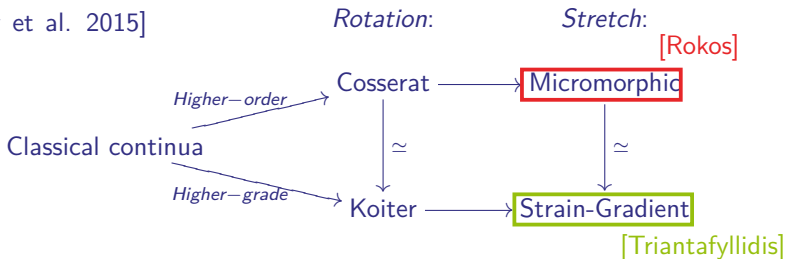 et al. 2015]
Rotation: Stretch:
[Rokos]
Cosserat Micromorphic
Higher–order
Classical continua ≃ ≃
Higher–grade
Koiter Strain-Gradient
[Triantafyllidis]